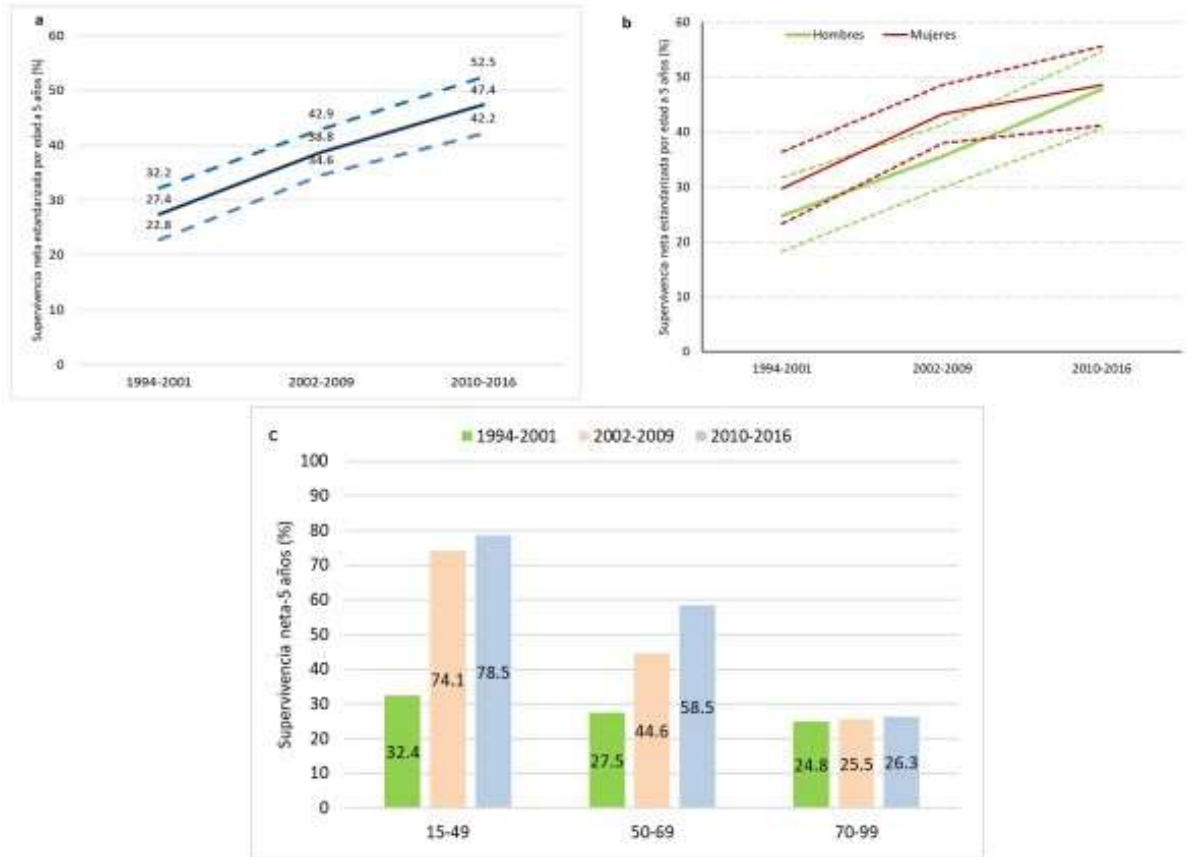 a
Supervivencia neta estandarizada por edad a 5 años (%)
60
50
40
30
20
10
0
52.5
47.4
42.2
42.9
38.8
34.6
32.2
27.4
22.8
1994-2001 2002-2009 2010-2016
b
Hombres Mujeres
Supervivencia neta estandarizada por edad a 5 años (%)
60
50
40
30
20
10
0
1994-2001 2002-2009 2010-2016
c
1994-2001 2002-2009 2010-2016
Supervivencia neta-5 años (%)
100
90
80
70
60
50
40
30
20
10
0
32.4 74.1 78.5
27.5 44.6 58.5
24.8 25.5 26.3
15-49 50-69 70-99